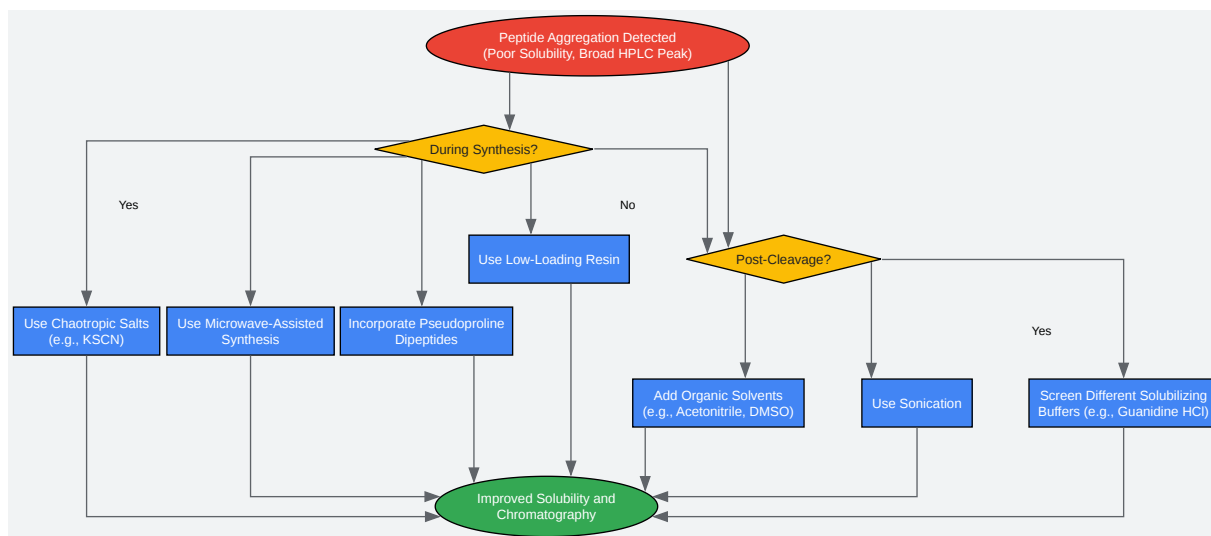 Peptide Aggregation Detected
(Poor Solubility, Broad HPLC Peak)
During Synthesis?
Yes
No
Use Low-Loading Resin
Post-Cleavage?
Use Chaotropic Salts
(e.g., KSCN)
Use Microwave-Assisted
Synthesis
Incorporate Pseudoproline
Dipeptides
Yes
Add Organic Solvents
(e.g., Acetonitrile, DMSO)
Use Sonication
Screen Different Solubilizing
Buffers (e.g., Guanidine HCl)
Improved Solubility and
Chromatography